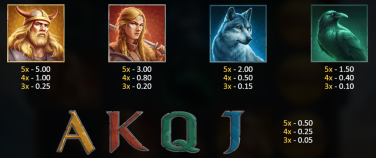 5x - 5.00
4x - 1.00
3x - 0.25
5x - 3.00
4x - 0.80
3x - 0.20
5x - 2.00
4x - 0.50
3x - 0.15
5x - 1.50
4x - 0.40
3x - 0.10
A K Q J
5x - 0.50
4x - 0.25
3x - 0.05